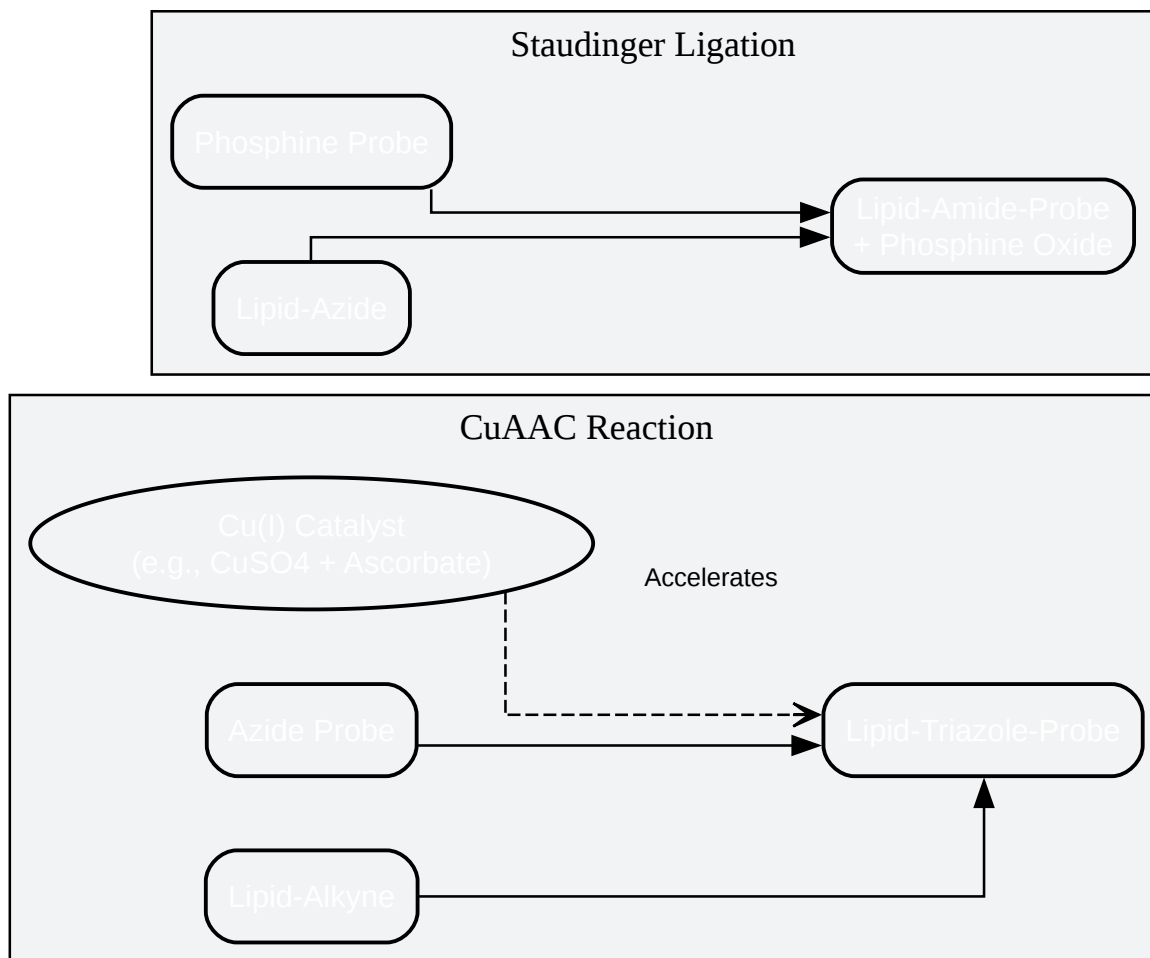 Staudinger Ligation
Phosphine Probe
Lipid-Amide-Probe
+ Phosphine Oxide
Lipid-Azide
CuAAC Reaction
Cu(I) Catalyst
(e.g., CuSO4 + Ascorbate)
Accelerates
Azide Probe
Lipid-Triazole-Probe
Lipid-Alkyne